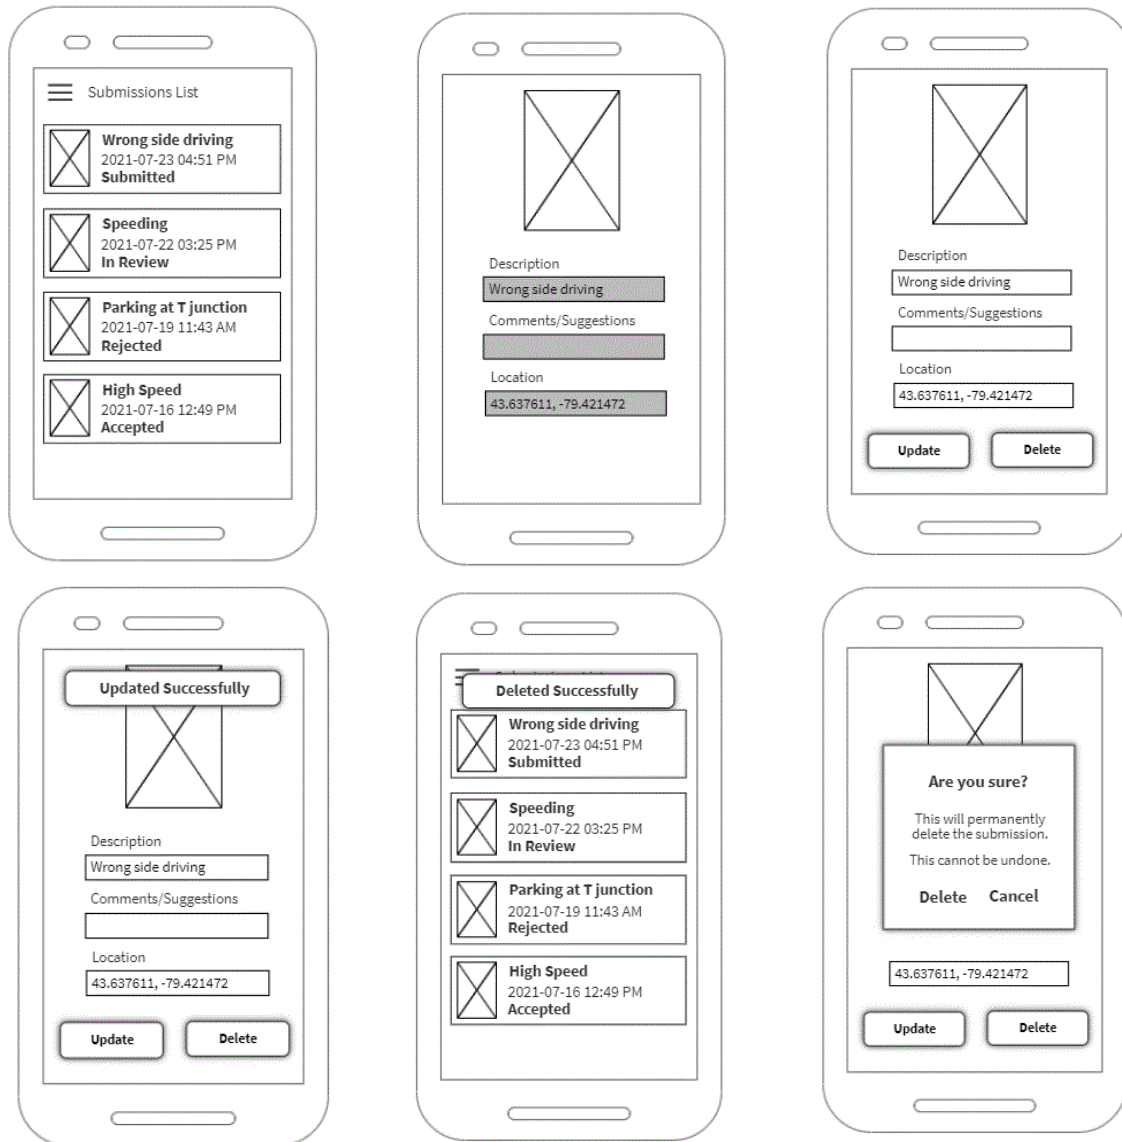 Submissions List
Wrong side driving
2021-07-23 04:51 PM
Submitted
Speeding
2021-07-22 03:25 PM
In Review
Parking at T junction
2021-07-19 11:43 AM
Rejected
High Speed
2021-07-16 12:49 PM
Accepted
Description
Wrong side driving
Comments/Suggestions
Location
43.637611, -79.421472
Description
Wrong side driving
Comments/Suggestions
Location
43.637611, -79.421472
Update Delete
Updated Successfully
Description
Wrong side driving
Comments/Suggestions
Location
43.637611, -79.421472
Update Delete
Deleted Successfully
Wrong side driving
2021-07-23 04:51 PM
Submitted
Speeding
2021-07-22 03:25 PM
In Review
Parking at T junction
2021-07-19 11:43 AM
Rejected
High Speed
2021-07-16 12:49 PM
Accepted
Are you sure?
This will permanently
delete the submission.
This cannot be undone.
Delete Cancel
43.637611, -79.421472
Update Delete